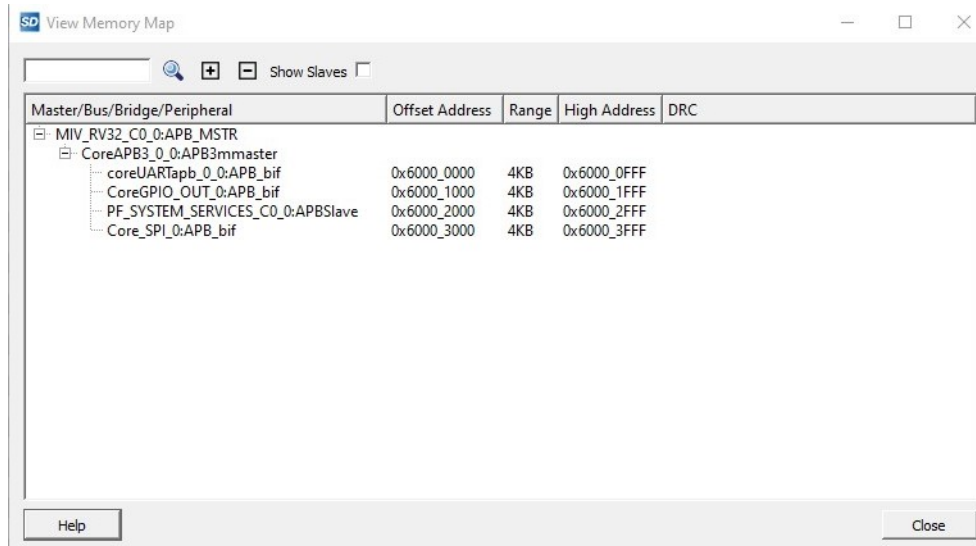 SD View Memory Map
Show Slaves
Master/Bus/Bridge/Peripheral Offset Address Range High Address DRC
MIV_RV32_C0_0:APB_MSTR
CoreAPB3_0_0:APB3mmaster
coreUARTapb_0_0:APB_bif 0x6000_0000 4KB 0x6000_0FFF
CoreGPIO_OUT_0:APB_bif 0x6000_1000 4KB 0x6000_1FFF
PF_SYSTEM_SERVICES_C0_0:APBSlave 0x6000_2000 4KB 0x6000_2FFF
Core_SPI_0:APB_bif 0x6000_3000 4KB 0x6000_3FFF
Help Close